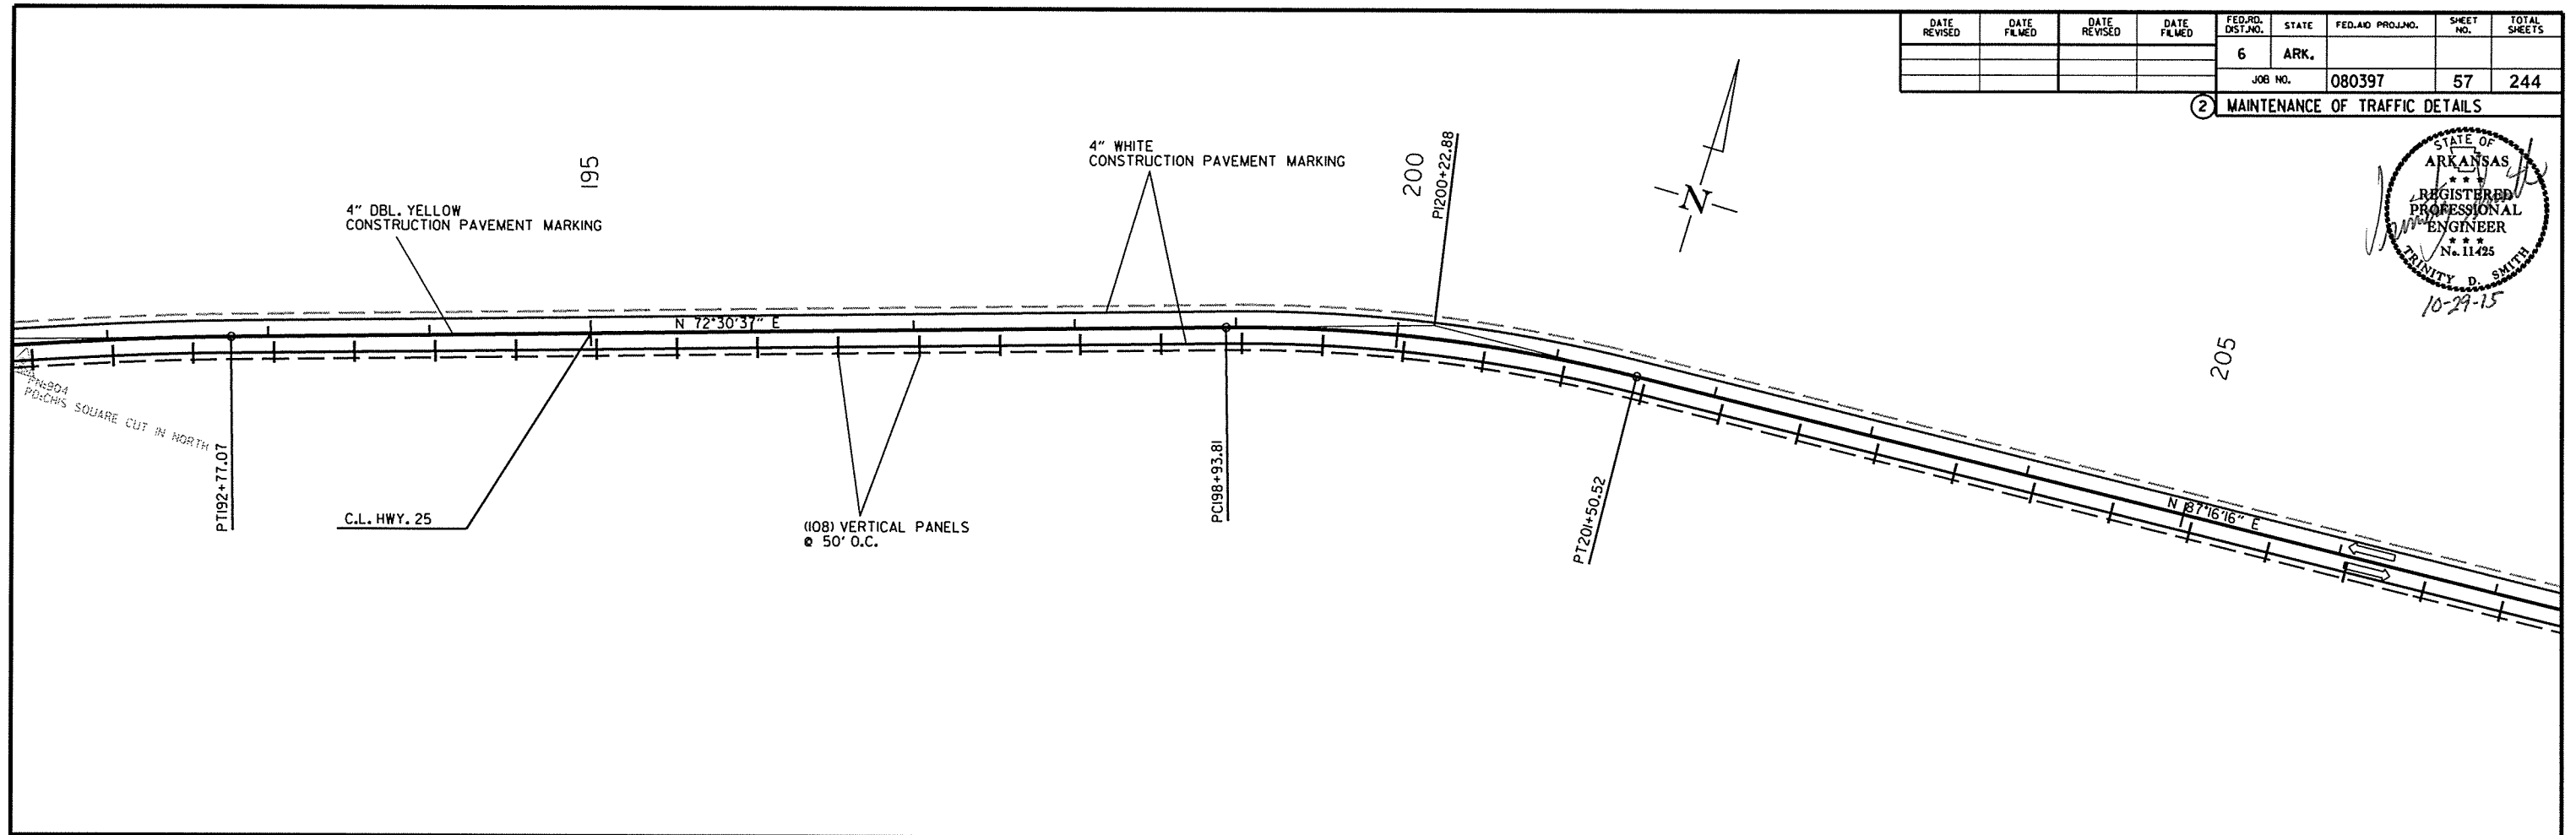 DATE REVISED
DATE FILMED
DATE REVISED
DATE FILMED
FED.RD. DIST.NO.
STATE
FED.AID PROJ.NO.
SHEET NO.
TOTAL SHEETS
6
ARK.
JOB NO.
080397
57
244
2
MAINTENANCE OF TRAFFIC DETAILS
STATE OF
ARKANSAS
REGISTERED
PROFESSIONAL
ENGINEER
No. 11425
TRINITY D. SMITH
10-29-15
195
200
PI200+22.88
4" WHITE
CONSTRUCTION PAVEMENT MARKING
N
4" DBL. YELLOW
CONSTRUCTION PAVEMENT MARKING
N 72°30'37" E
205
PN:904
PD:CHIS SQUARE CUT IN NORTH
PT192+77.07
C.L. HWY. 25
(108) VERTICAL PANELS
@ 50' O.C.
PC198+93.81
PT201+50.52
N 87°16'16" E